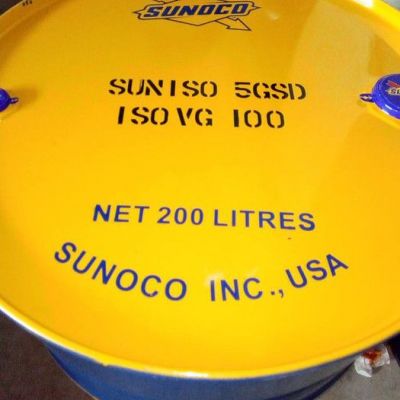 SUNOCO
SUNISO 5GSD
ISO VG 100
NET 200 LITRES
SUNOCO INC., USA